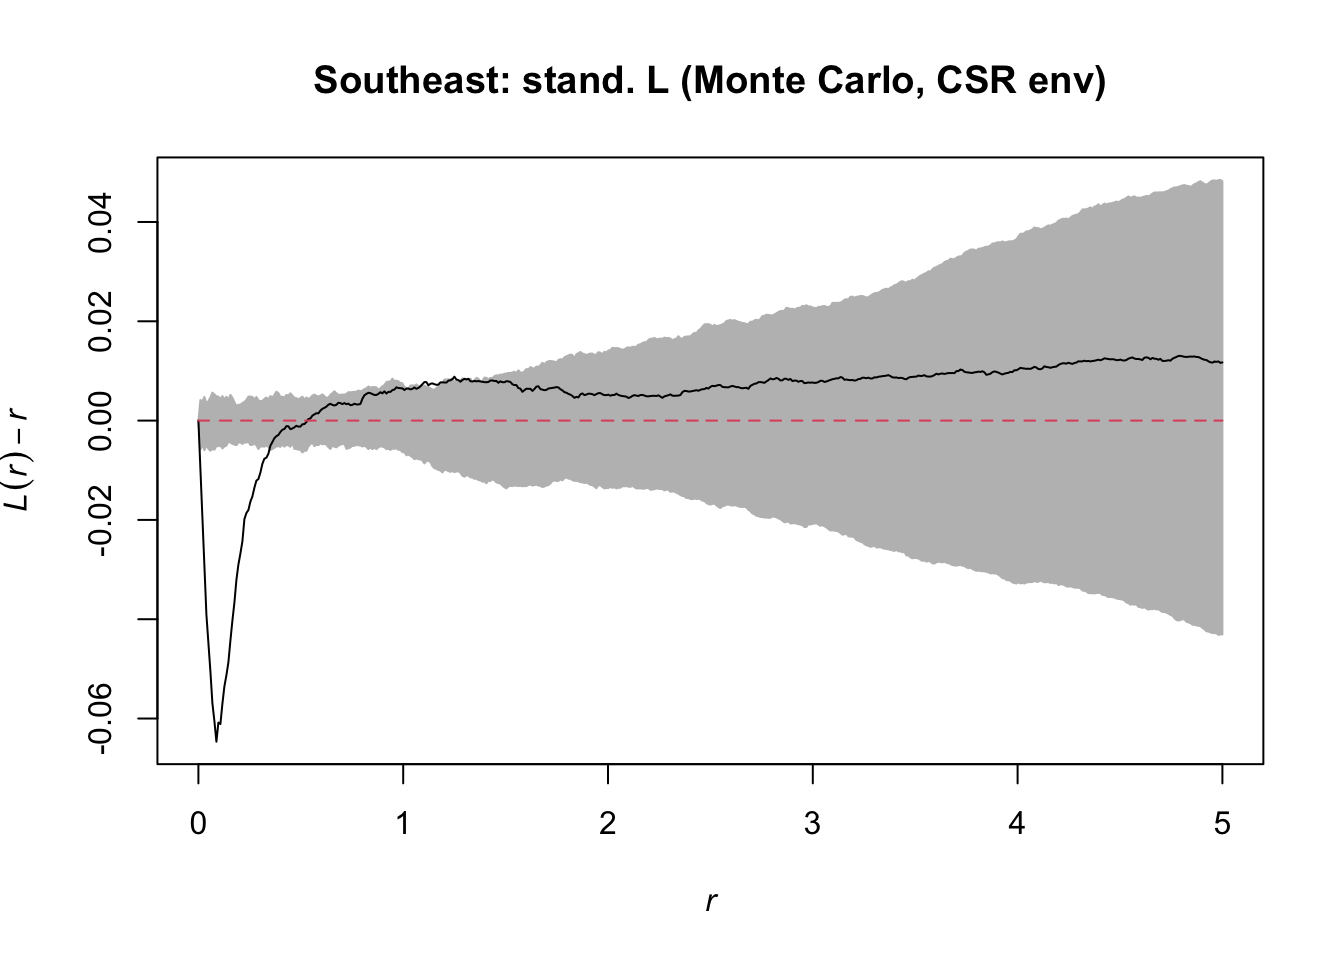 Southeast: stand. L (Monte Carlo, CSR env)
L(r) − r
0.04
0.02
0.00
-0.02
-0.06
0 1 2 3 4 5
r